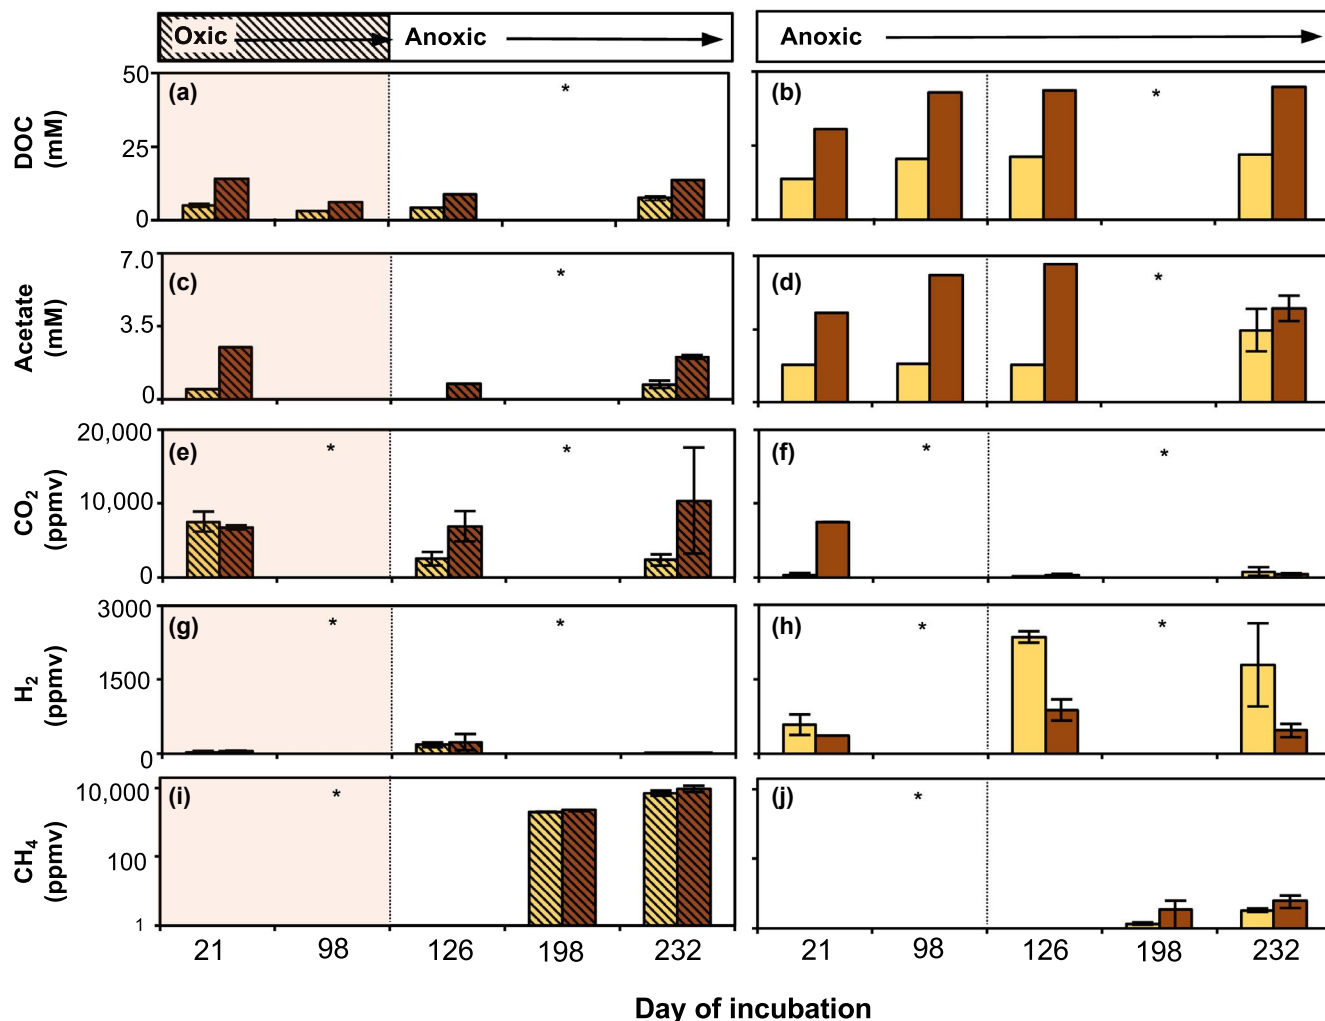 Oxic Anoxic Anoxic
DOC
(mM)
50
25
0
(a) *
(b) *
Acetate
(mM)
7.0
3.5
0
(c) *
(d) *
CO2
(ppmv)
20,000
10,000
0
(e) * *
(f) * *
H2
(ppmv)
3000
1500
0
(g) * *
(h) * *
CH4
(ppmv)
10,000
100
1
(i) *
(j) *
21 98 126 198 232 21 98 126 198 232
Day of incubation